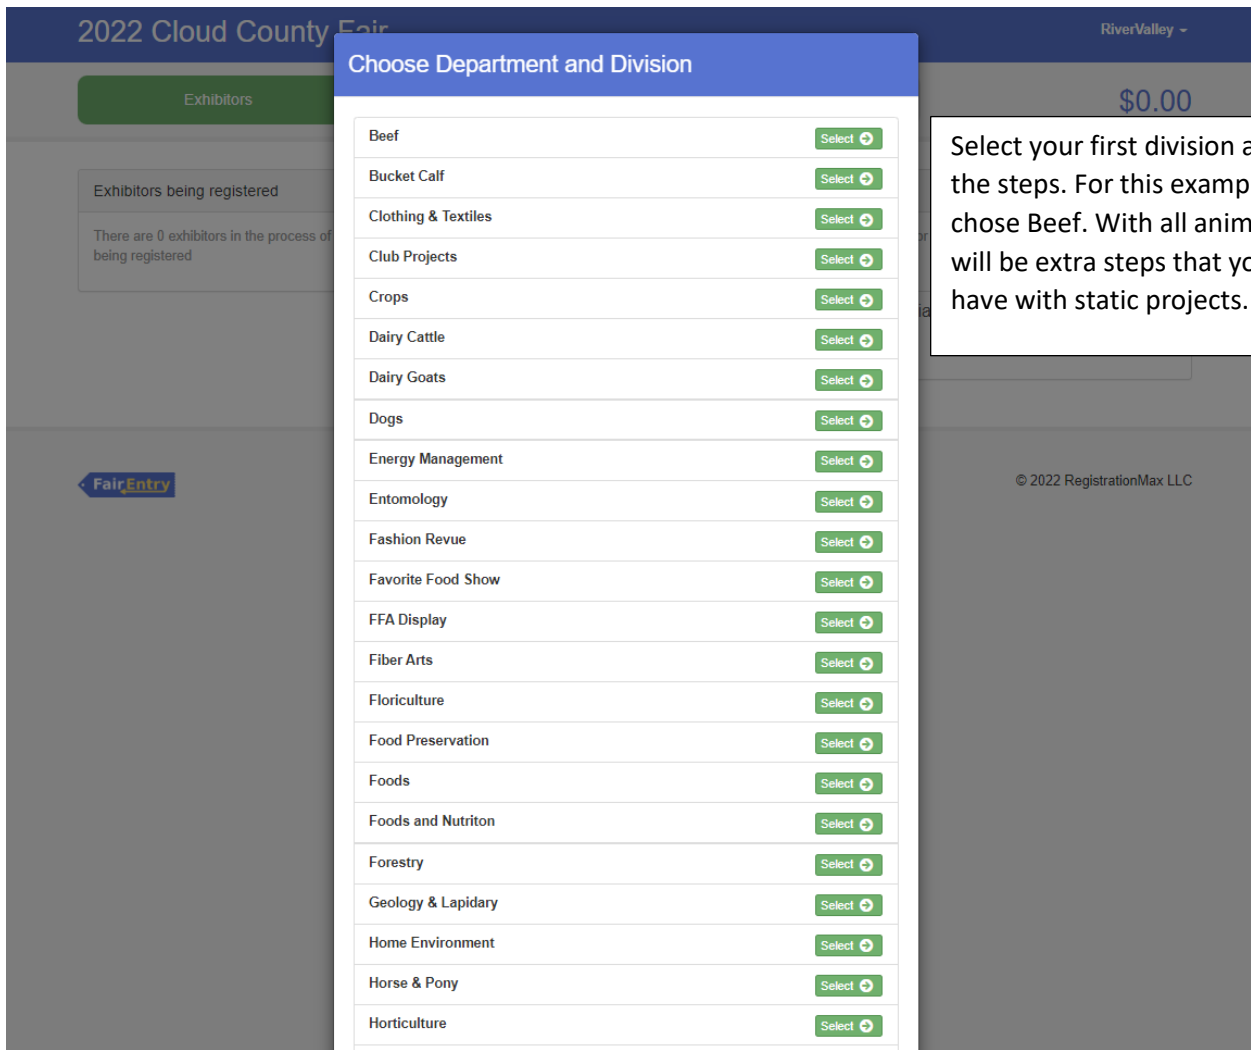 2022 Cloud County Fair
RiverValley
Choose Department and Division
Exhibitors
$0.00
Beef Select
Bucket Calf Select
Clothing & Textiles Select
Club Projects Select
Crops Select
Dairy Cattle Select
Dairy Goats Select
Dogs Select
Energy Management Select
Entomology Select
Fashion Revue Select
Favorite Food Show Select
FFA Display Select
Fiber Arts Select
Floriculture Select
Food Preservation Select
Foods Select
Foods and Nutriton Select
Forestry Select
Geology & Lapidary Select
Home Environment Select
Horse & Pony Select
Horticulture Select
Exhibitors being registered
There are 0 exhibitors in the process of
being registered
Select your first division
the steps. For this
chose Beef. With all
will be extra steps that
have with static projects.
FairEntry
© 2022 RegistrationMax LLC